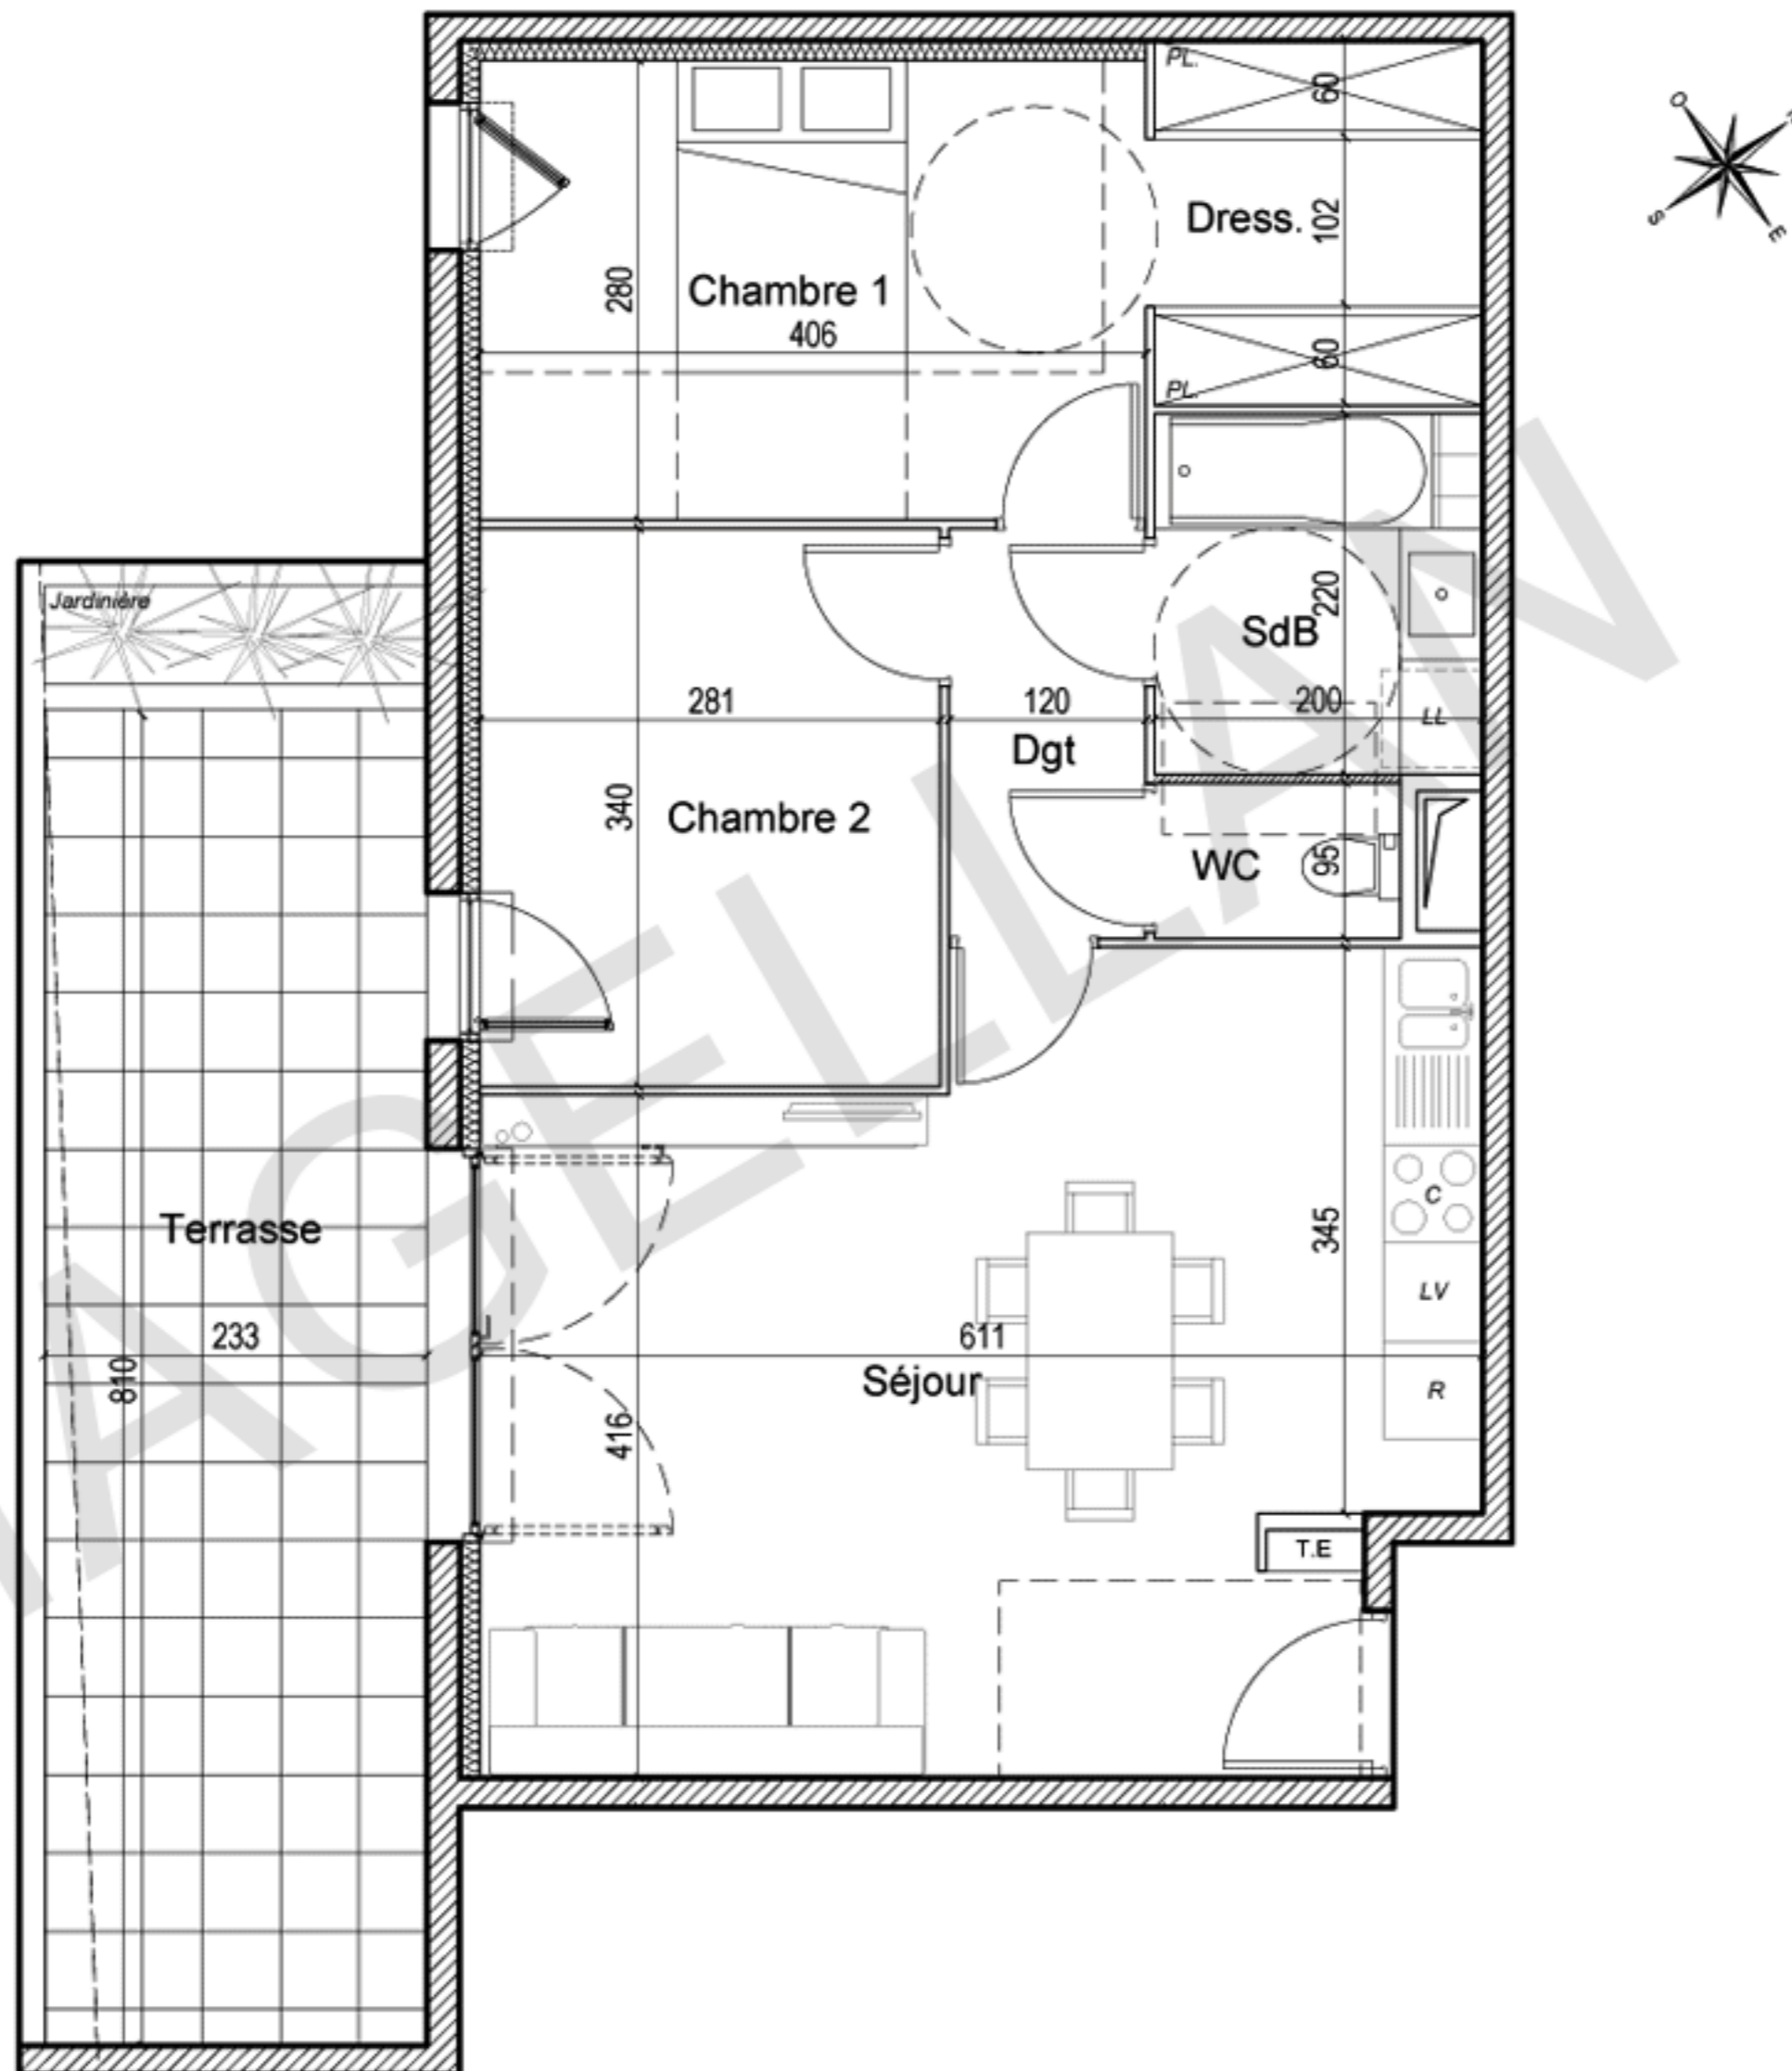 PL.
60
O
S
E
Dress.
102
280
Chambre 1
406
60
PL.
Jardinière
220
SdB
281
120
200
LL
Dgt
340
Chambre 2
WC
95
345
C
Terrasse
LV
233
611
810
Séjour
R
416
T.E
AGELLAN